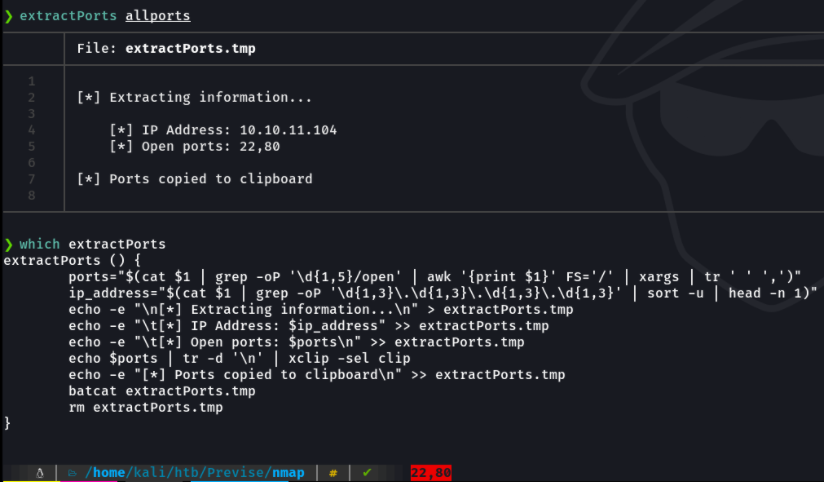 ❯ extractPorts allports
File: extractPorts.tmp
1
2 [*] Extracting information...
3
4 [*] IP Address: 10.10.11.104
5 [*] Open ports: 22,80
6
7 [*] Ports copied to clipboard
8
❯ which extractPorts
extractPorts () {
ports="$(cat $1 | grep -oP '\d{1,5}/open' | awk '{print $1}' FS='/' | xargs | tr ' ' ',')"
ip_address="$(cat $1 | grep -oP '\d{1,3}\.\d{1,3}\.\d{1,3}\.\d{1,3}' | sort -u | head -n 1)"
echo -e "\n[*] Extracting information...\n" > extractPorts.tmp
echo -e "\t[*] IP Address: $ip_address" >> extractPorts.tmp
echo -e "\t[*] Open ports: $ports\n" >> extractPorts.tmp
echo $ports | tr -d '\n' | xclip -sel clip
echo -e "[*] Ports copied to clipboard\n" >> extractPorts.tmp
batcat extractPorts.tmp
rm extractPorts.tmp
}
/home/kali/htb/Previse/nmap | # | ✔ 22,80